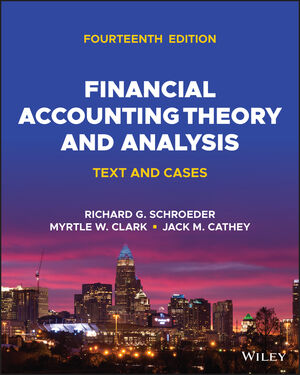 FOURTEENTH EDITION
FINANCIAL
ACCOUNTING THEORY
AND ANALYSIS
TEXT AND CASES
RICHARD G. SCHROEDER
MYRTLE W. CLARK ▪ JACK M. CATHEY
WILEY